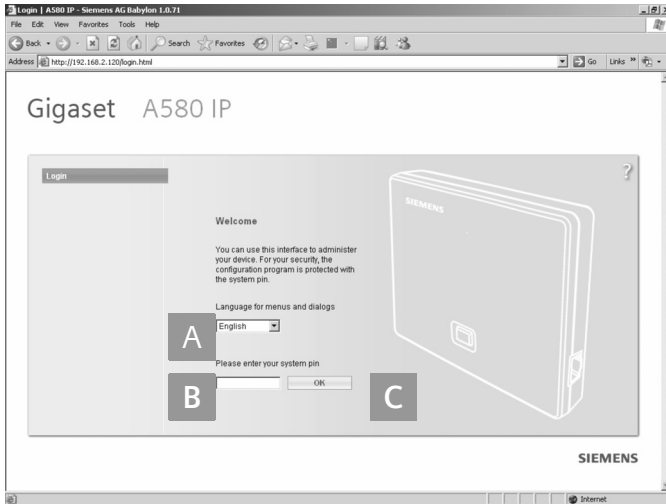 Login | A580 IP - Siemens AG Babylon 1.0.71
File Edit View Favorites Tools Help
Back Search Favorites
Address http://192.168.2.120/login.html Go Links »
Gigaset A580 IP
Login
?
SIEMENS
Welcome
You can use this interface to administer
your device. For your security, the
configuration program is protected with
the system pin.
Language for menus and dialogs
A English
Please enter your system pin
B OK C
SIEMENS
Internet